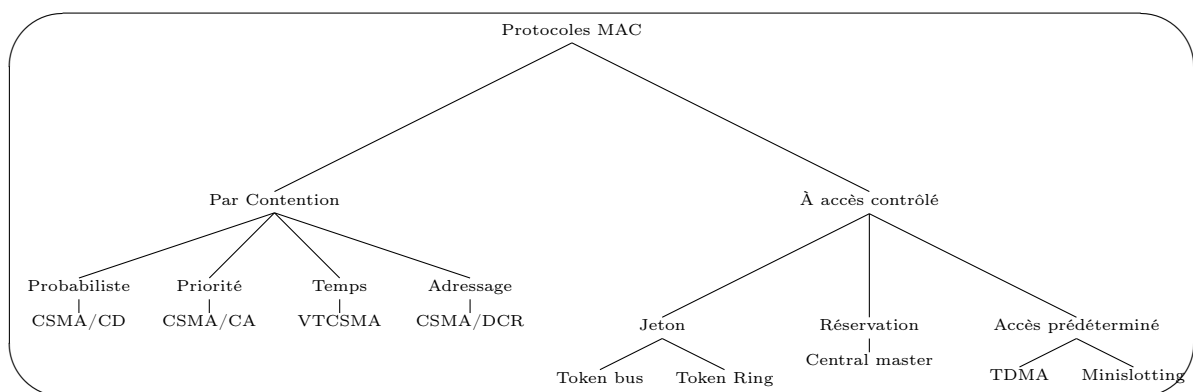 Protocoles MAC
Par Contention
À accès contrôlé
Probabiliste
Priorité
Temps
Adressage
CSMA/CD
CSMA/CA
VTCSMA
CSMA/DCR
Jeton
Réservation
Accès prédéterminé
Central master
Token bus
Token Ring
TDMA
Minislotting